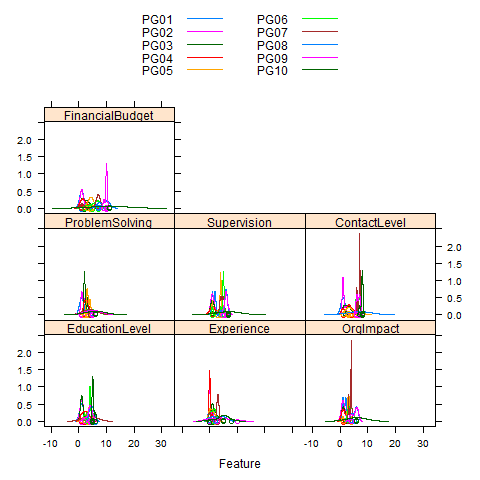 PG01 PG06
PG02 PG07
PG03 PG08
PG04 PG09
PG05 PG10
FinancialBudget
2.0
1.5
1.0
0.5
0.0
ProblemSolving Supervision ContactLevel
2.0
1.5
1.0
0.5
0.0
EducationLevel Experience OrgImpact
2.0
1.5
1.0
0.5
0.0
-10 0 10 20 30 -10 0 10 20 30
Feature